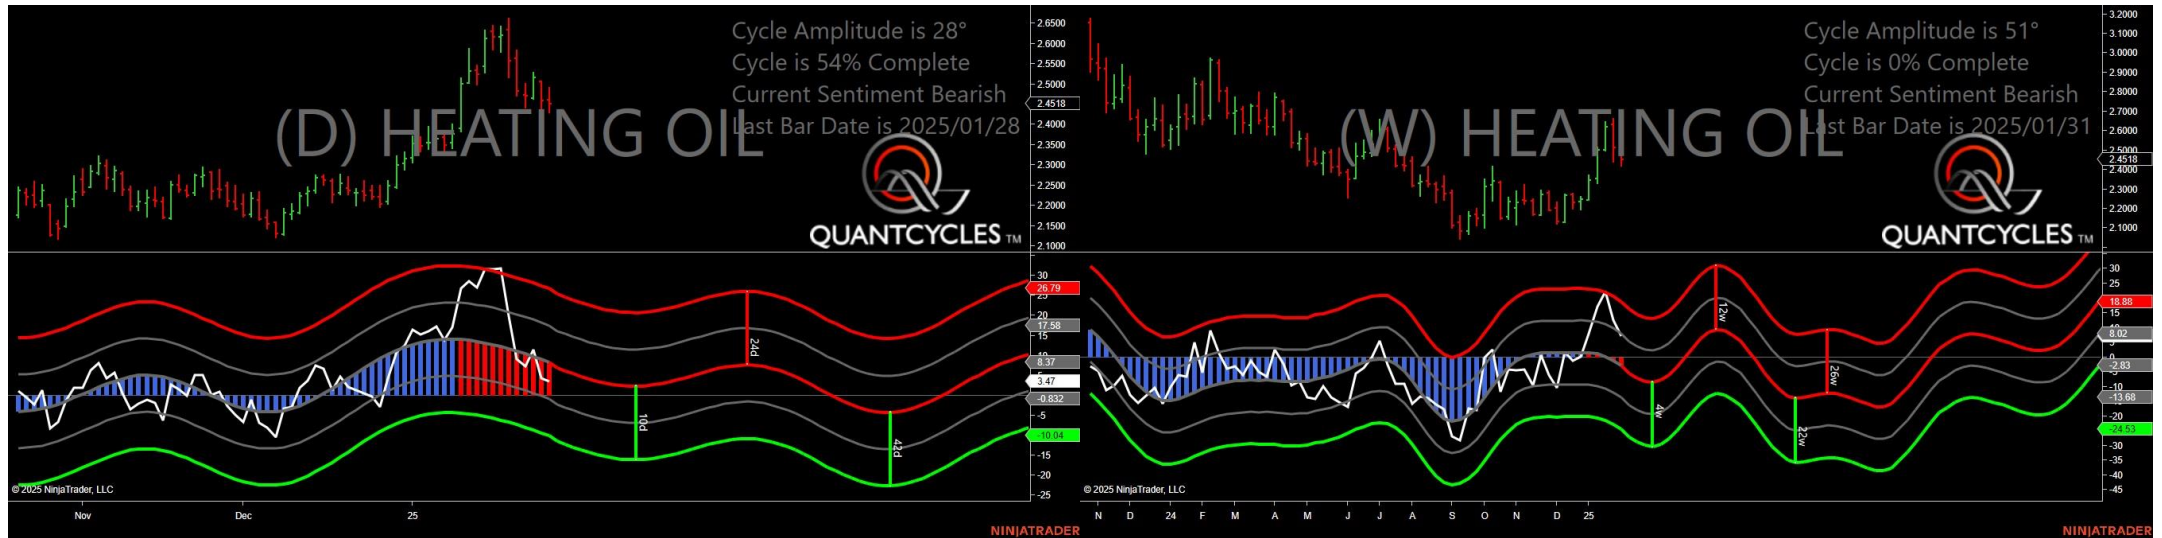 Cycle Amplitude is 28°
Cycle is 54% Complete
Current Sentiment Bearish
Last Bar Date is 2025/01/28
(D) HEATING OIL
QUANTCYCLES TM
2.6500
2.6000
2.5500
2.5000
2.4518
2.4000
2.3500
2.3000
2.2500
2.2000
2.1500
2.1000
30
26.79
25
20
17.58
15
10
8.37
3.47
-0.832
-5
-10.04
-15
-20
-25
24d
10d
42d
© 2025 NinjaTrader, LLC
Nov
Dec
25
NINJATRADER
Cycle Amplitude is 51°
Cycle is 0% Complete
Current Sentiment Bearish
Last Bar Date is 2025/01/31
(W) HEATING OIL
QUANTCYCLES TM
3.2000
3.1000
3.0000
2.9000
2.8000
2.7000
2.6000
2.5000
2.4518
2.4000
2.3000
2.2000
2.1000
30
25
18.88
15
8.02
0
-2.83
-10
-13.68
-20
-24.53
-30
-35
-40
-45
12w
26w
4w
22w
© 2025 NinjaTrader, LLC
N D 24 F M A M J J A S O N D 25
NINJATRADER